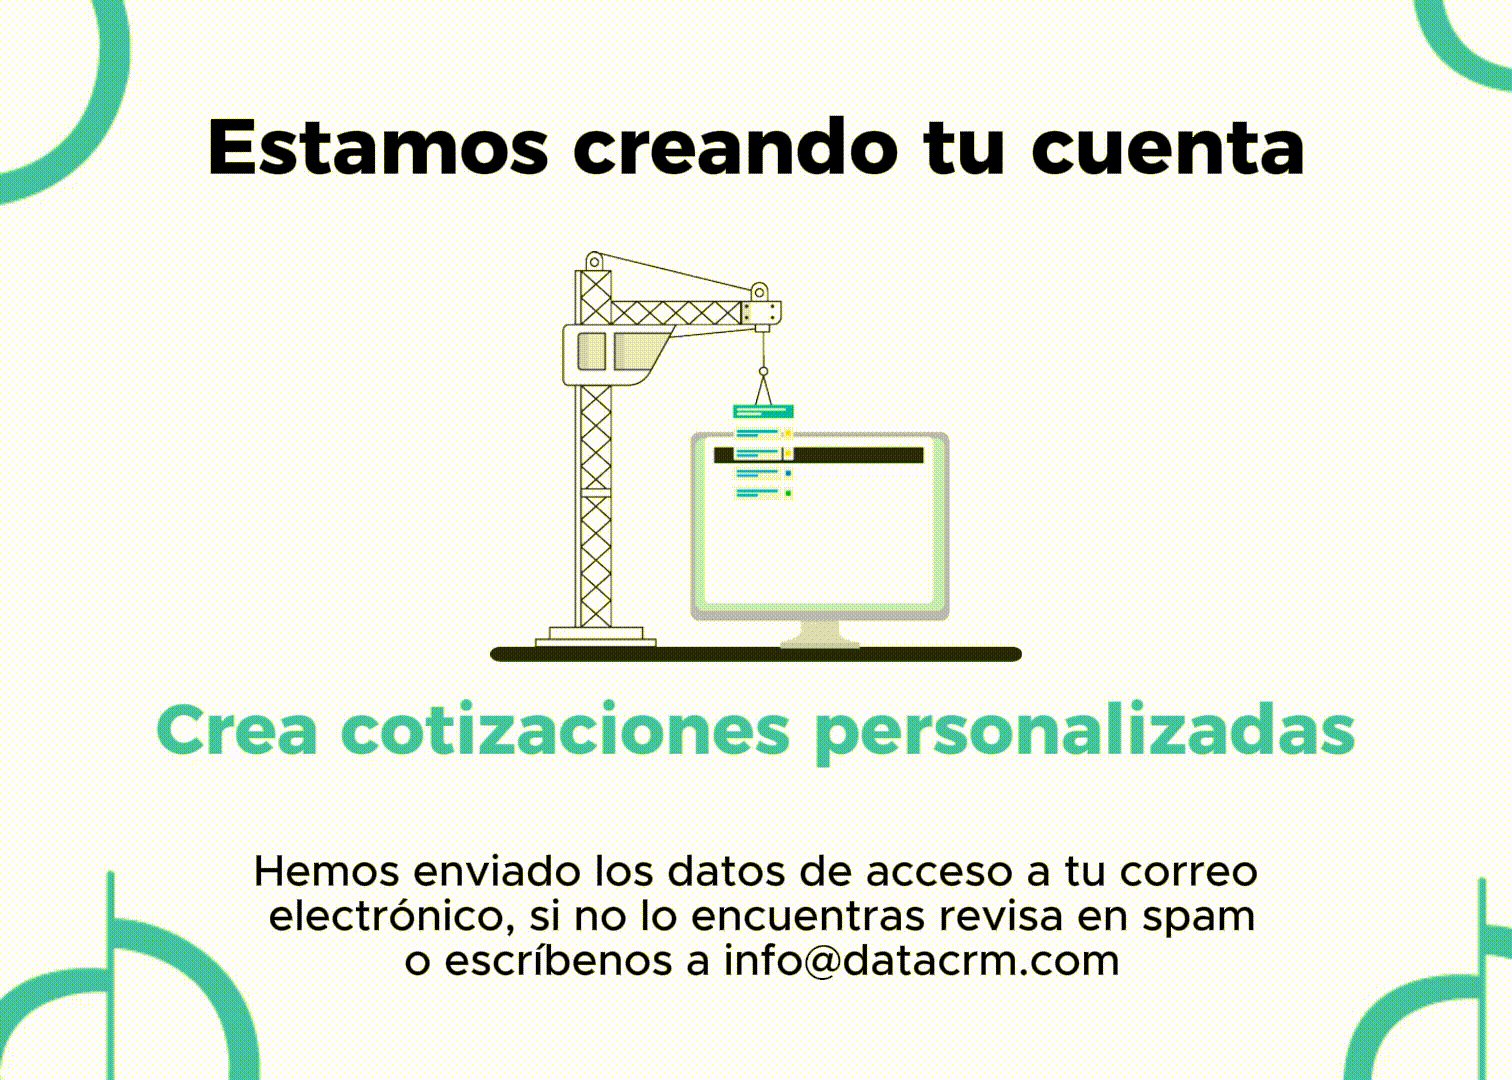 Estamos creando tu cuenta
Crea cotizaciones personalizadas
Hemos enviado los datos de acceso a tu correo
electrónico, si no lo encuentras revisa en spam
o escríbenos a info@datacrm.com